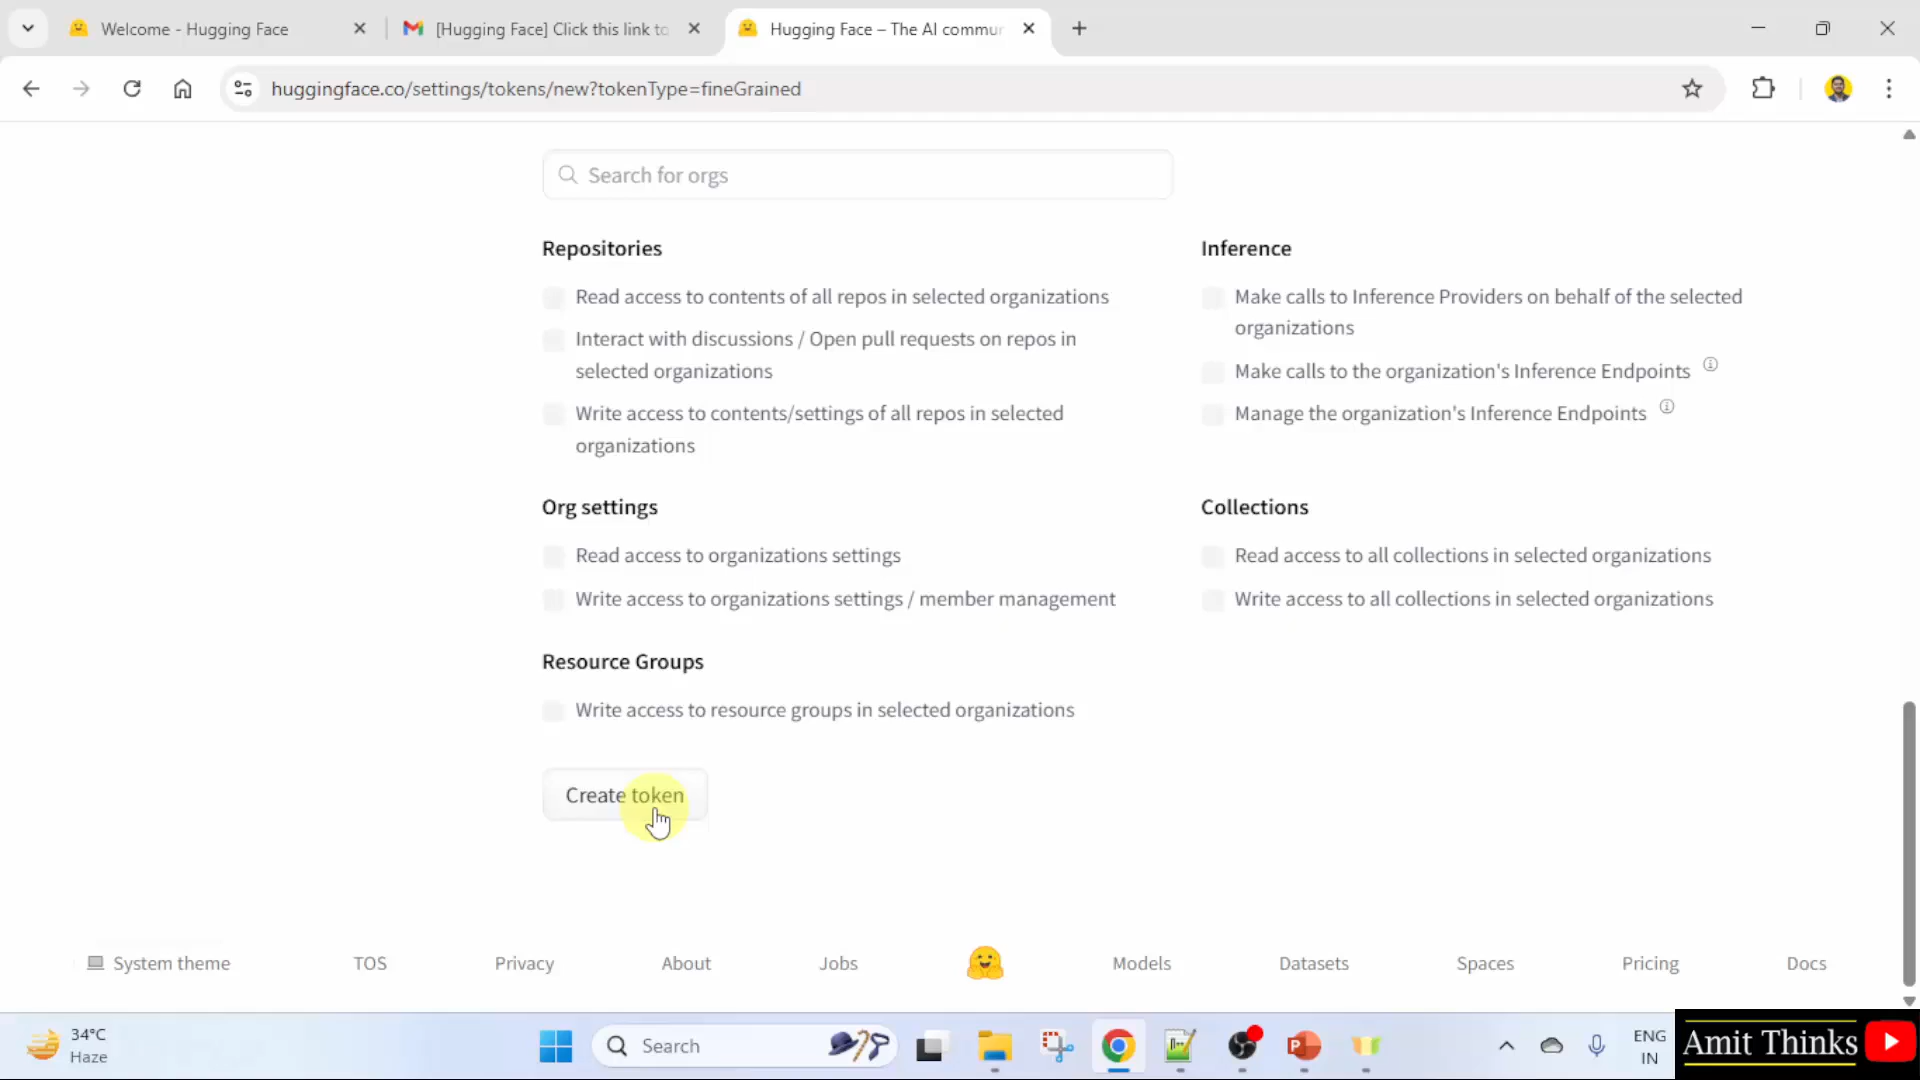 Welcome - Hugging Face
[Hugging Face] Click this link to
Hugging Face – The AI commun
huggingface.co/settings/tokens/new?tokenType=fineGrained
Search for orgs
Repositories
Read access to contents of all repos in selected organizations
Interact with discussions / Open pull requests on repos in
selected organizations
Write access to contents/settings of all repos in selected
organizations
Inference
Make calls to Inference Providers on behalf of the selected
organizations
Make calls to the organization's Inference Endpoints
Manage the organization's Inference Endpoints
Org settings
Read access to organizations settings
Write access to organizations settings / member management
Collections
Read access to all collections in selected organizations
Write access to all collections in selected organizations
Resource Groups
Write access to resource groups in selected organizations
Create token
System theme
TOS
Privacy
About
Jobs
Models
Datasets
Spaces
Pricing
Docs
34°C
Haze
Search
ENG
IN
Amit Thinks